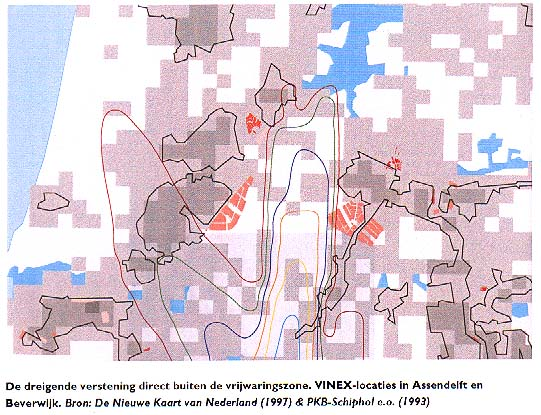 De dreigende verstening direct buiten de vrijwaringszone. VINEX-locaties in Assendelft en
Beverwijk. Bron: De Nieuwe Kaart van Nederland (1997) & PKB-Schiphol e.o. (1993)